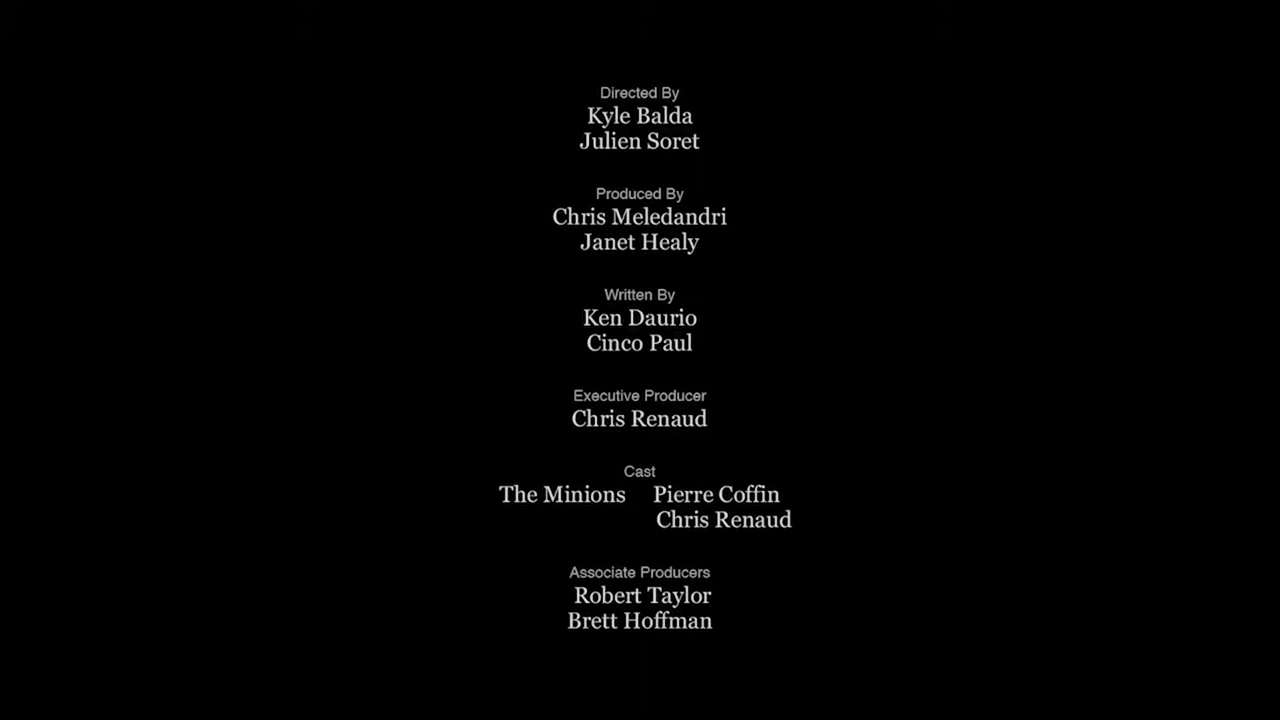 Directed By
Kyle Balda
Julien Soret
Produced By
Chris Meledandri
Janet Healy
Written By
Ken Daurio
Cinco Paul
Executive Producer
Chris Renaud
Cast
The Minions Pierre Coffin
Chris Renaud
Associate Producers
Robert Taylor
Brett Hoffman